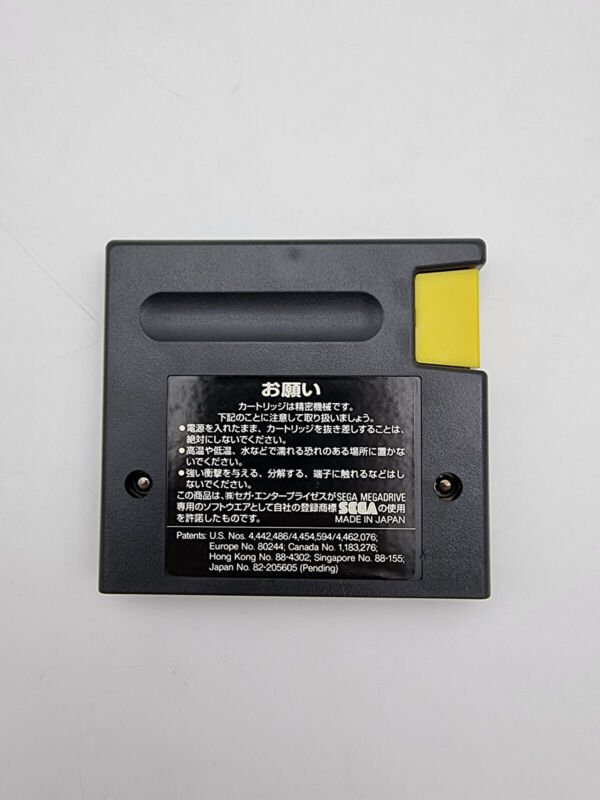 お願い
カートリッジは精密機械です。
下記のことに注意して取り扱いましょう。
●電源を入れたまま、カートリッジを抜き差しすることは、
絶対にしないでください。
●高温や低温、水などで濡れる恐れのある場所に置かな
いでください。
●強い衝撃を与える、分解する、端子に触れるなどはし
ないでください。
この商品は、㈱セガ・エンタープライゼスがSEGA MEGADRIVE
専用のソフトウエアとして自社の登録商標 SEGA の使用
を許諾したものです。 MADE IN JAPAN
Patents: U.S. Nos. 4,442,486/4,454,594/4,462,076;
Europe No. 80244; Canada No. 1,183,276;
Hong Kong No. 88-4302; Singapore No. 88-155;
Japan No. 82-205605 (Pending)